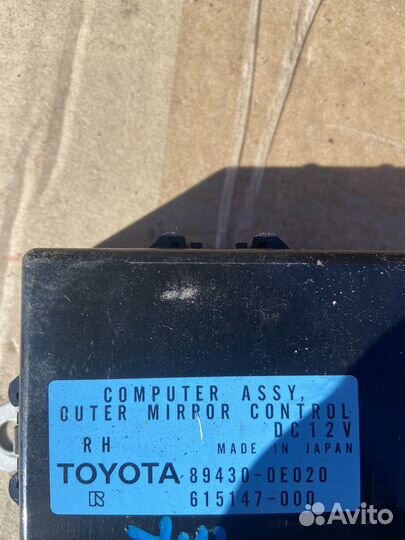 COMPUTER ASSY,
OUTER MIRROR CONTROL
DC12V
RH MADE IN JAPAN
TOYOTA 89430-0E020
R 615147-000
Avito